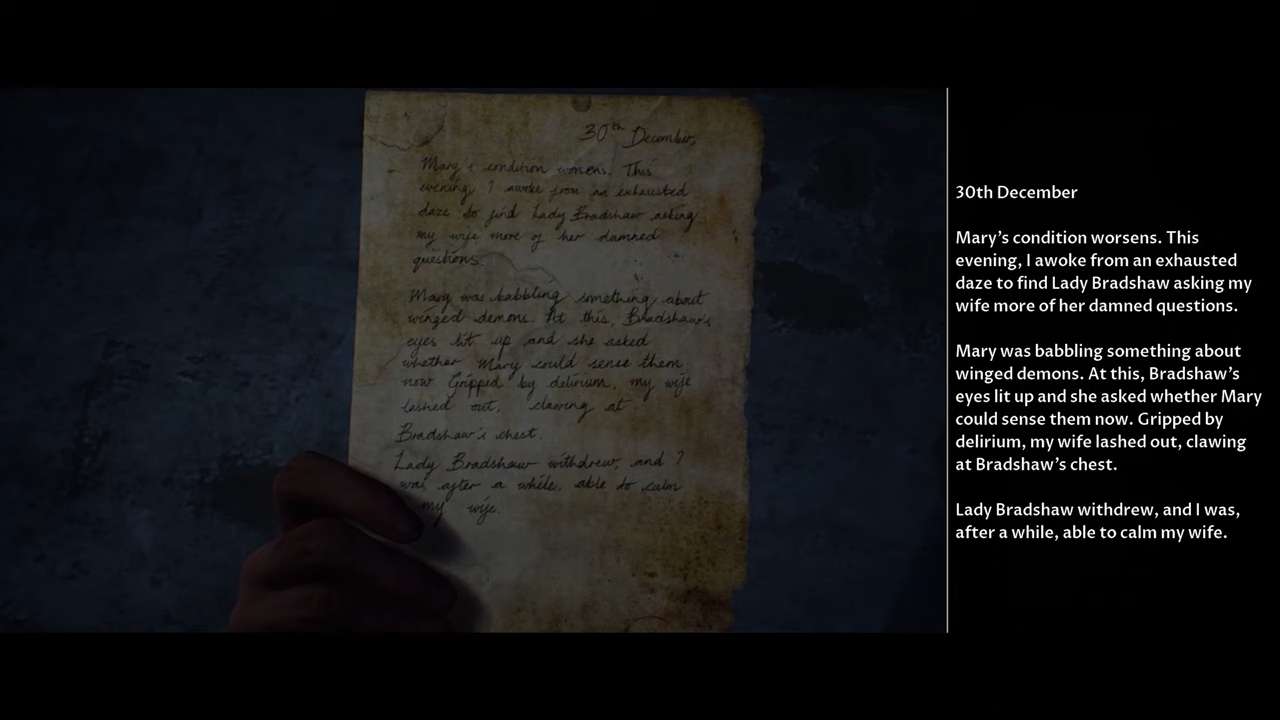 30th December,
Mary's condition worsens. This
evening, I awoke from an exhausted
daze to find Lady Bradshaw asking
my wife more of her damned
questions.
Mary was babbling something about
winged demons. At this, Bradshaw's
eyes lit up and she asked
whether Mary could sense them
now Gripped by delirium, my wife
lashed out, clawing at
Bradshaw's chest.
Lady Bradshaw withdrew, and I
was, after a while, able to calm
my wife.
30th December
Mary's condition worsens. This
evening, I awoke from an exhausted
daze to find Lady Bradshaw asking my
wife more of her damned questions.
Mary was babbling something about
winged demons. At this, Bradshaw's
eyes lit up and she asked whether Mary
could sense them now. Gripped by
delirium, my wife lashed out, clawing
at Bradshaw's chest.
Lady Bradshaw withdrew, and I was,
after a while, able to calm my wife.